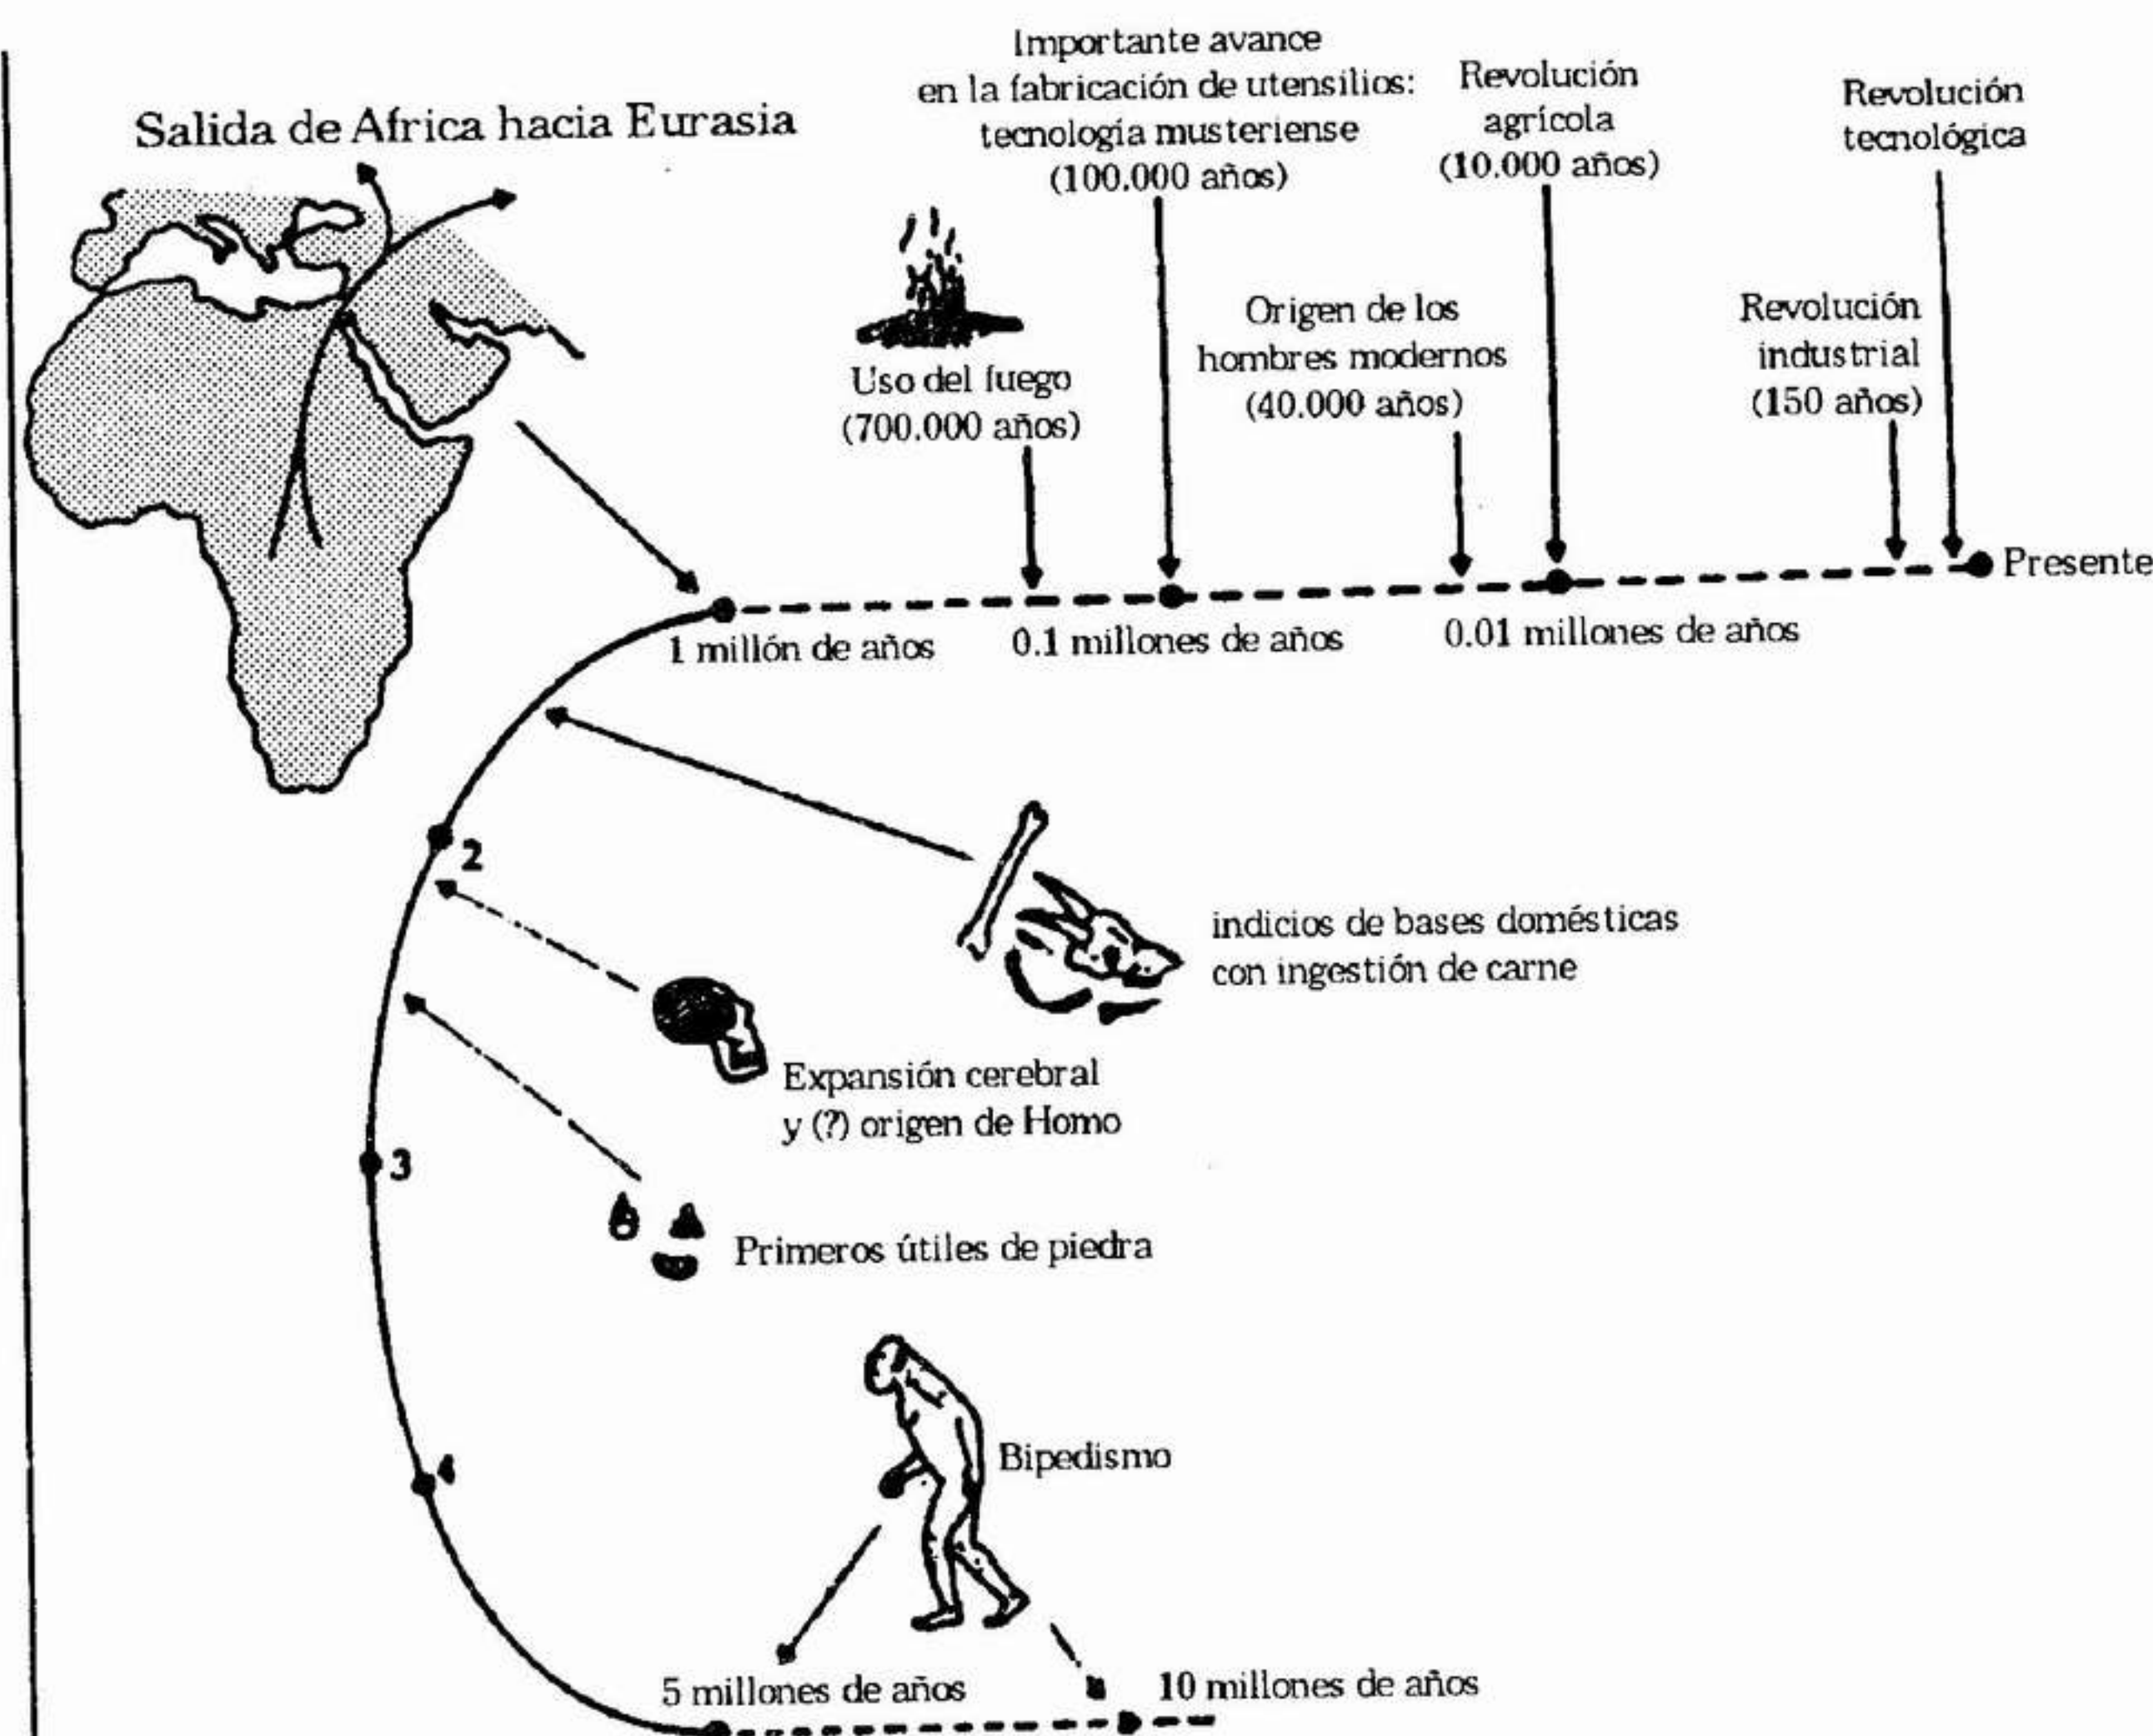 Salida de Africa hacia Eurasia
Importante avance
en la fabricación de utensilios:
tecnología musteriense
(100.000 años)
Revolución
agrícola
(10.000 años)
Revolución
tecnológica
Uso del fuego
(700.000 años)
Origen de los
hombres modernos
(40.000 años)
Revolución
industrial
(150 años)
Presente
1 millón de años
0.1 millones de años
0.01 millones de años
2
indicios de bases domésticas
con ingestión de carne
Expansión cerebral
y (?) origen de Homo
3
Primeros útiles de piedra
4
Bipedismo
5 millones de años
10 millones de años